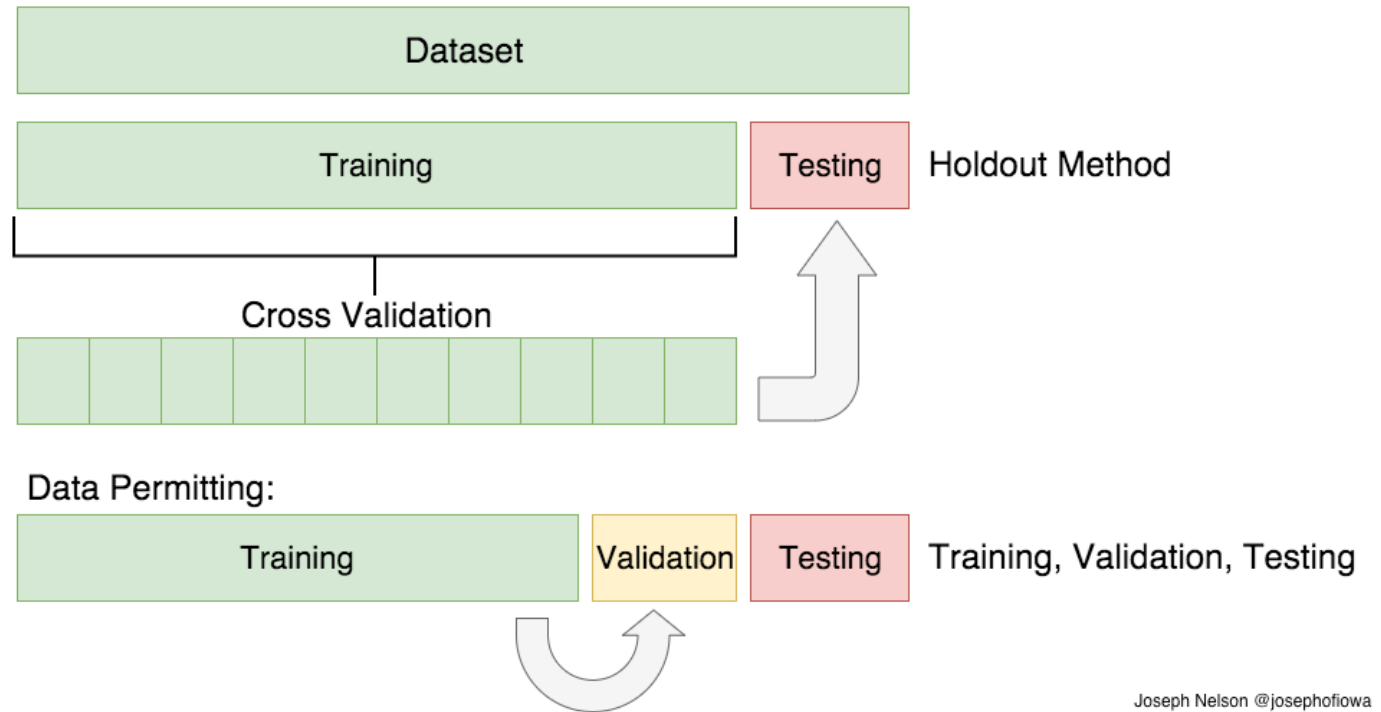 Dataset
Training
Testing
Holdout Method
Cross Validation
Data Permitting:
Training
Validation
Testing
Training, Validation, Testing
Joseph Nelson @josephofiowa